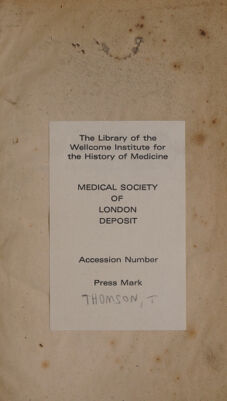 The Library of the
Wellcome Institute for
the History of Medicine
MEDICAL SOCIETY
OF
LONDON
DEPOSIT
Accession Number
Press Mark
THOMSON, T